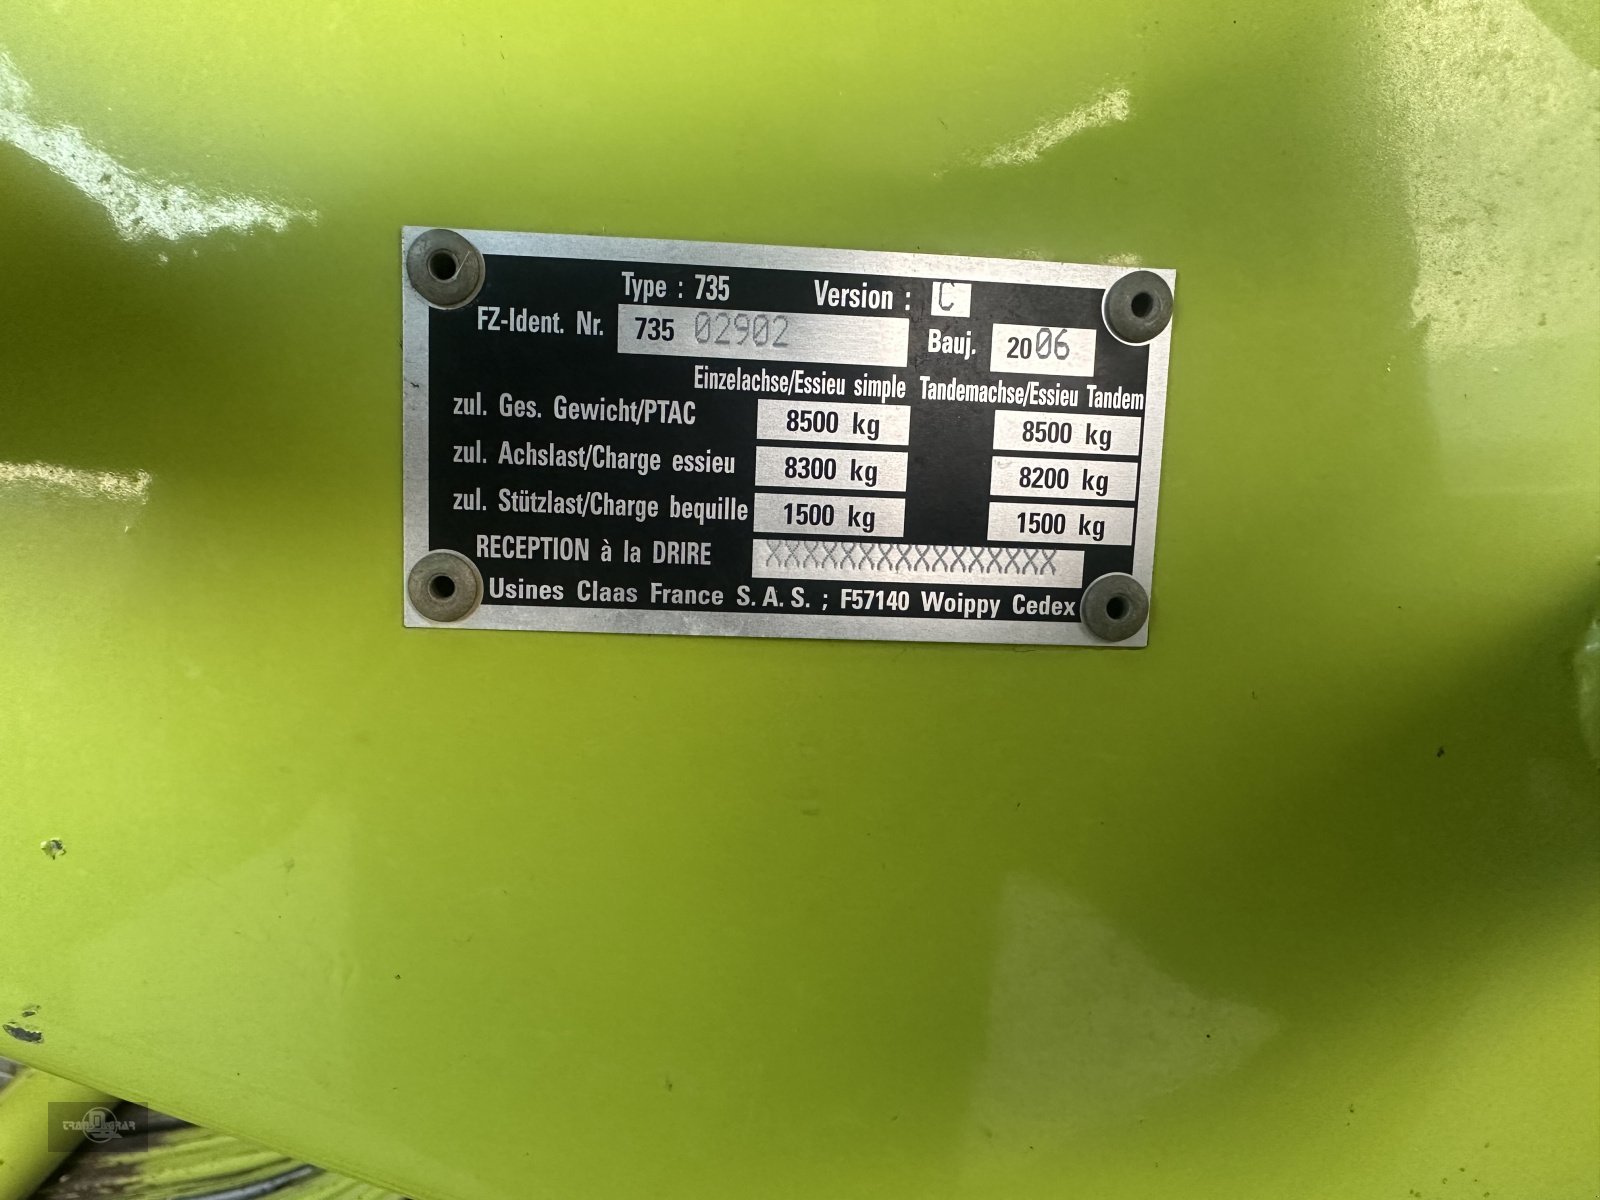 Type : 735 Version : C
FZ-Ident. Nr. 735 02902 Bauj. 2006
Einzelachse/Essieu simple Tandemachse/Essieu Tandem
zul. Ges. Gewicht/PTAC 8500 kg 8500 kg
zul. Achslast/Charge essieu 8300 kg 8200 kg
zul. Stützlast/Charge bequille 1500 kg 1500 kg
RECEPTION à la DRIRE XXXXXXXXXXXXXXXXXX
Usines Claas France S. A. S. ; F57140 Woippy Cedex